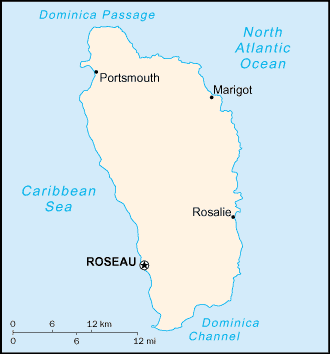 Dominica Passage
North
Atlantic
Ocean
Portsmouth
Marigot
Caribbean
Sea
Rosalie
ROSEAU
Dominica
Channel
0 6 12 km
0 6 12 mi